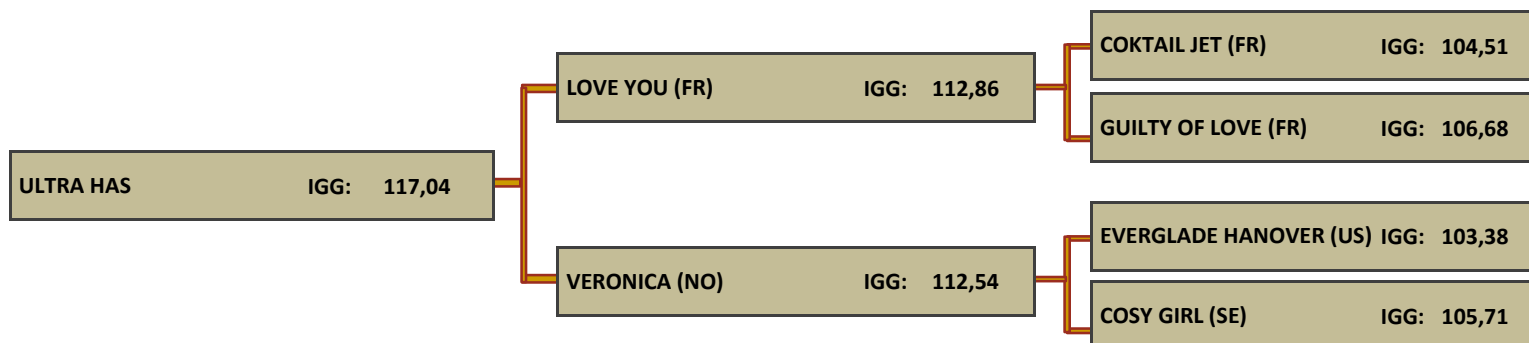 COKTAIL JET (FR) IGG: 104,51
LOVE YOU (FR) IGG: 112,86
GUILTY OF LOVE (FR) IGG: 106,68
ULTRA HAS IGG: 117,04
EVERGLADE HANOVER (US) IGG: 103,38
VERONICA (NO) IGG: 112,54
COSY GIRL (SE) IGG: 105,71